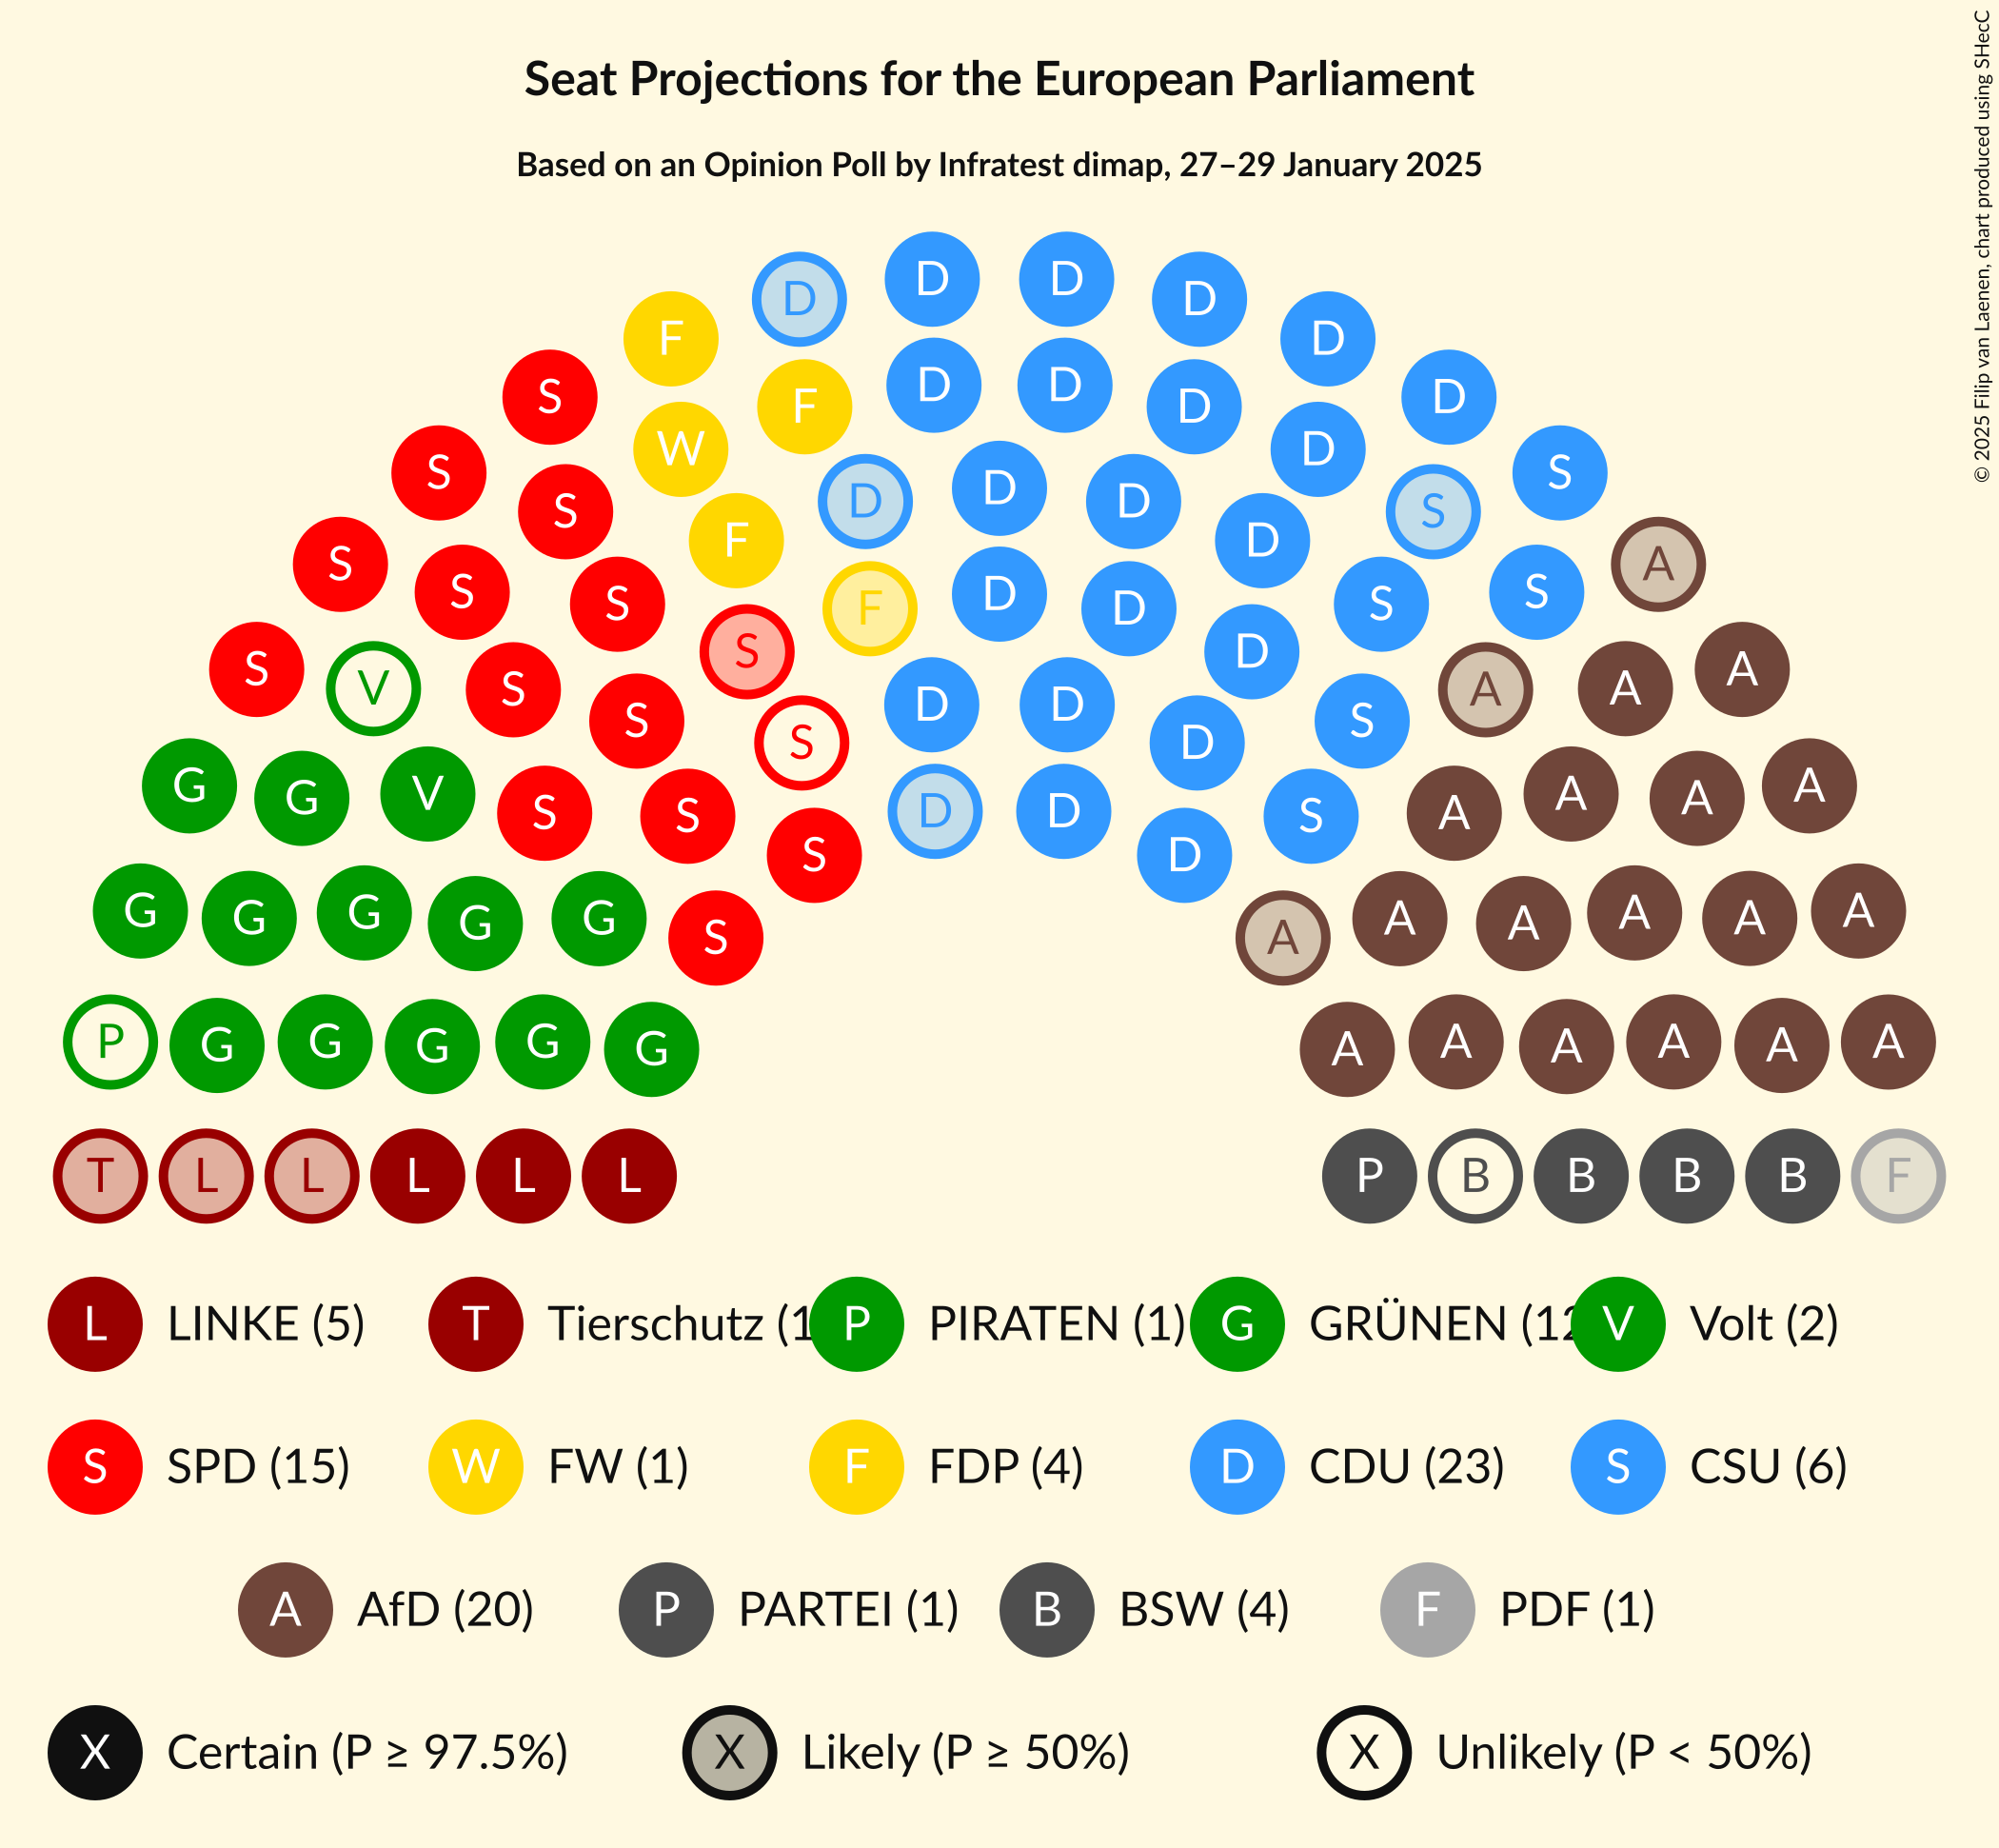 Seat Projections for the European Parliament
Based on an Opinion Poll by Infratest dimap, 27–29 January 2025
© 2025 Filip van Laenen, chart produced using SHecC
D D D D
F D
S F D D D D
S W D S
S D D D S
S F D A
S S F D D S S
S S D A
V S S D D S A A
S D
G G V S S D D S A A A A
S D
G G G G G S A A A A A A
P G G G G G A A A A A A
T L L L L L P B B B B F
L LINKE (5) T Tierschutz (1 P PIRATEN (1) G GRÜNEN (12 V Volt (2)
S SPD (15) W FW (1) F FDP (4) D CDU (23) S CSU (6)
A AfD (20) P PARTEI (1) B BSW (4) F PDF (1)
X Certain (P ≥ 97.5%) X Likely (P ≥ 50%) X Unlikely (P < 50%)